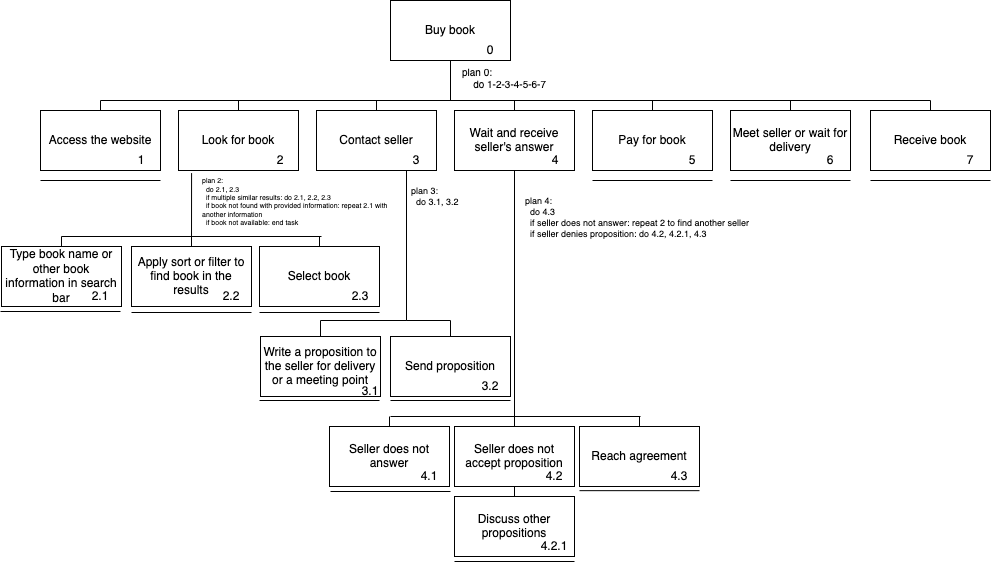 Buy book
0
plan 0:
do 1-2-3-4-5-6-7
Access the website
1
Look for book
2
Contact seller
3
Wait and receive
seller's answer
4
Pay for book
5
Meet seller or wait for
delivery
6
Receive book
7
plan 2:
do 2.1, 2.3
if multiple similar results: do 2.1, 2.2, 2.3
if book not found with provided information: repeat 2.1 with
another information
if book not available: end task
plan 3:
do 3.1, 3.2
plan 4:
do 4.3
if seller does not answer: repeat 2 to find another seller
if seller denies proposition: do 4.2, 4.2.1, 4.3
Type book name or
other book
information in search
bar
2.1
Apply sort or filter to
find book in the
results
2.2
Select book
2.3
Write a proposition to
the seller for delivery
or a meeting point
3.1
Send proposition
3.2
Seller does not
answer
4.1
Seller does not
accept proposition
4.2
Reach agreement
4.3
Discuss other
propositions
4.2.1